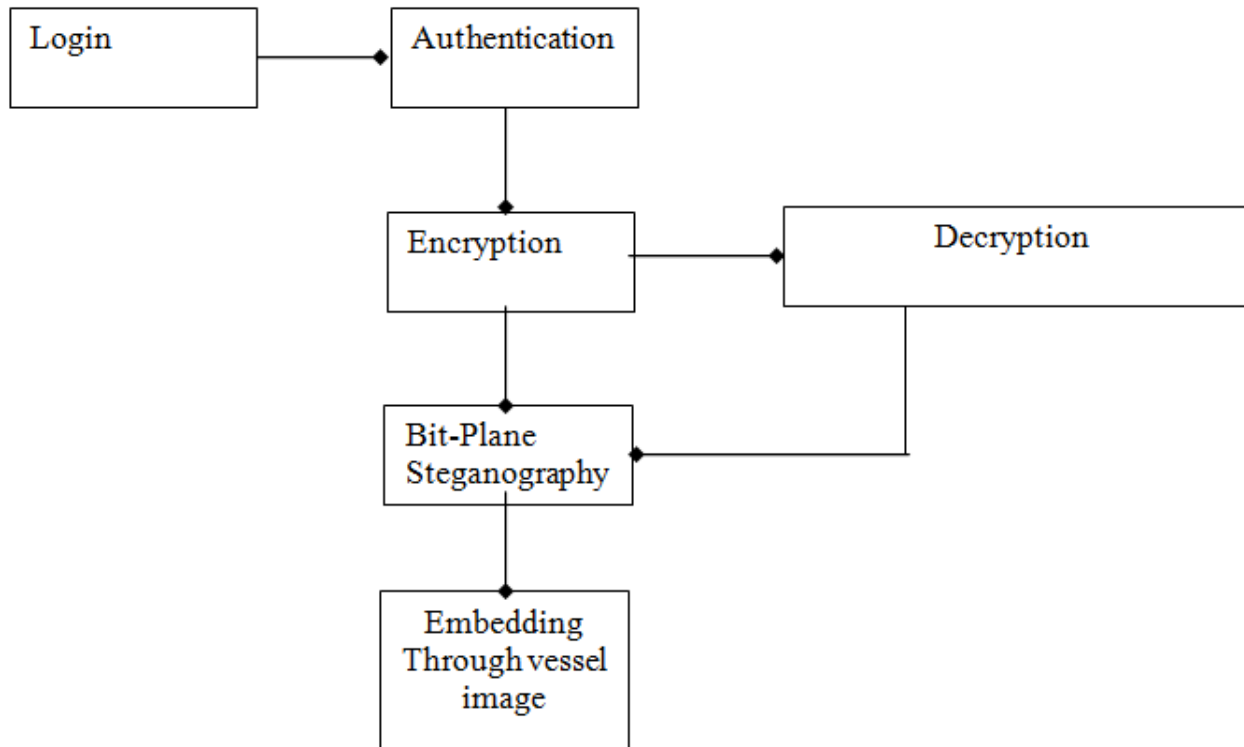 Login
Authentication
Encryption
Decryption
Bit-Plane
Steganography
Embedding
Through vessel
image